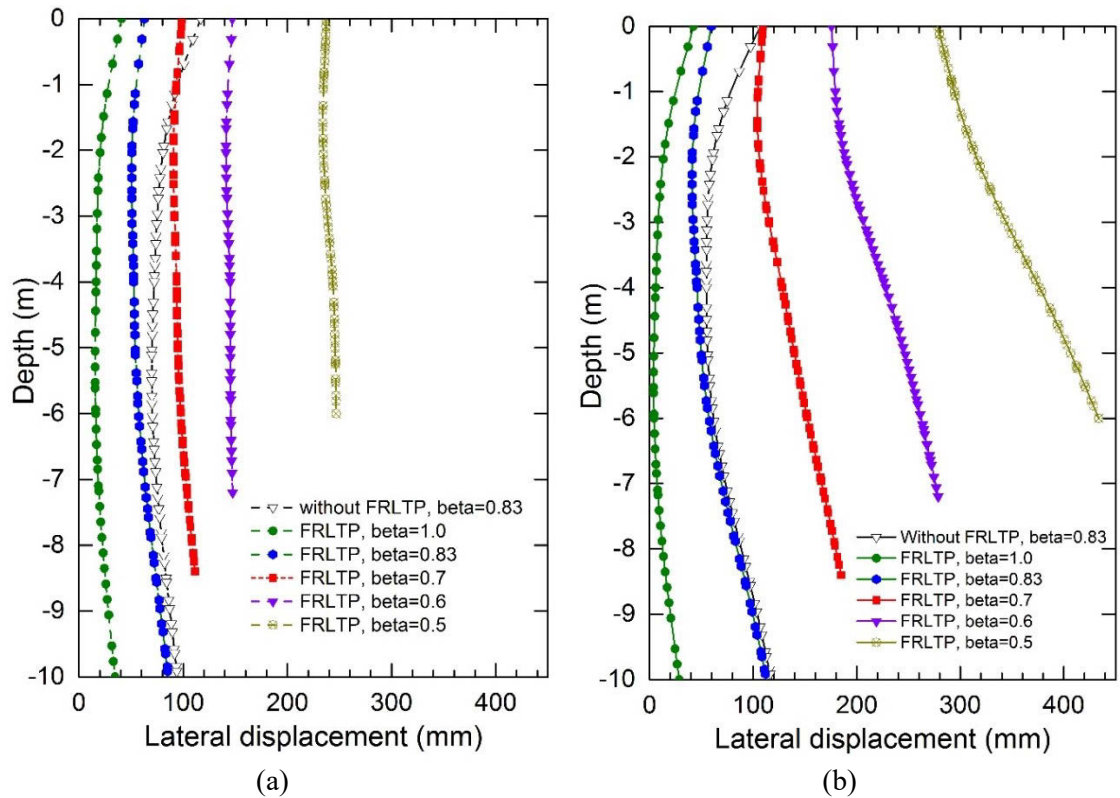 0
-1
-2
-3
-4
-5
-6
-7
-8
-9
-10
Depth (m)
0 100 200 300 400
Lateral displacement (mm)
without FRLTP, beta=0.83
FRLTP, beta=1.0
FRLTP, beta=0.83
FRLTP, beta=0.7
FRLTP, beta=0.6
FRLTP, beta=0.5
(a)
0
-1
-2
-3
-4
-5
-6
-7
-8
-9
-10
Depth (m)
0 100 200 300 400
Lateral displacement (mm)
Without FRLTP, beta=0.83
FRLTP, beta=1.0
FRLTP, beta=0.83
FRLTP, beta=0.7
FRLTP, beta=0.6
FRLTP, beta=0.5
(b)